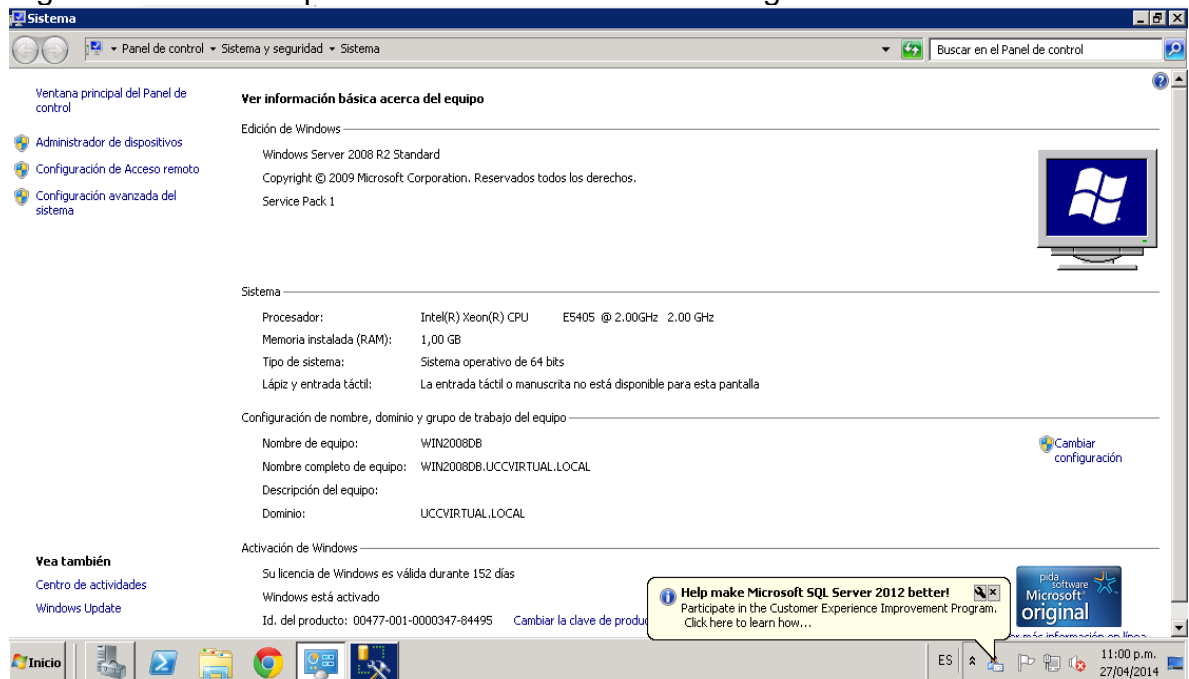 Sistema
Panel de control ▾ Sistema y seguridad ▾ Sistema
Buscar en el Panel de control
Ventana principal del Panel de
control
Administrador de dispositivos
Configuración de Acceso remoto
Configuración avanzada del
sistema
Vea también
Centro de actividades
Windows Update
Ver información básica acerca del equipo
Edición de Windows
Windows Server 2008 R2 Standard
Copyright © 2009 Microsoft Corporation. Reservados todos los derechos.
Service Pack 1
Sistema
Procesador: Intel(R) Xeon(R) CPU E5405 @ 2.00GHz 2.00 GHz
Memoria instalada (RAM): 1,00 GB
Tipo de sistema: Sistema operativo de 64 bits
Lápiz y entrada táctil: La entrada táctil o manuscrita no está disponible para esta pantalla
Configuración de nombre, dominio y grupo de trabajo del equipo
Nombre de equipo: WIN2008DB
Cambiar
configuración
Nombre completo de equipo: WIN2008DB.UCCVIRTUAL.LOCAL
Descripción del equipo:
Dominio: UCCVIRTUAL.LOCAL
Activación de Windows
Su licencia de Windows es válida durante 152 días
Windows está activado
Id. del producto: 00477-001-0000347-84495 Cambiar la clave de produ
pida
software
Microsoft
original
Help make Microsoft SQL Server 2012 better!
Participate in the Customer Experience Improvement Program.
Click here to learn how...
Inicio
ES
11:00 p.m.
27/04/2014